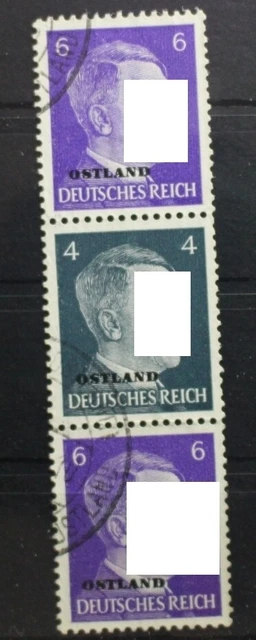 6 6
OSTLAND
DEUTSCHES REICH
4 4
OSTLAND
DEUTSCHES REICH
6 6
OSTLAND
DEUTSCHES REICH